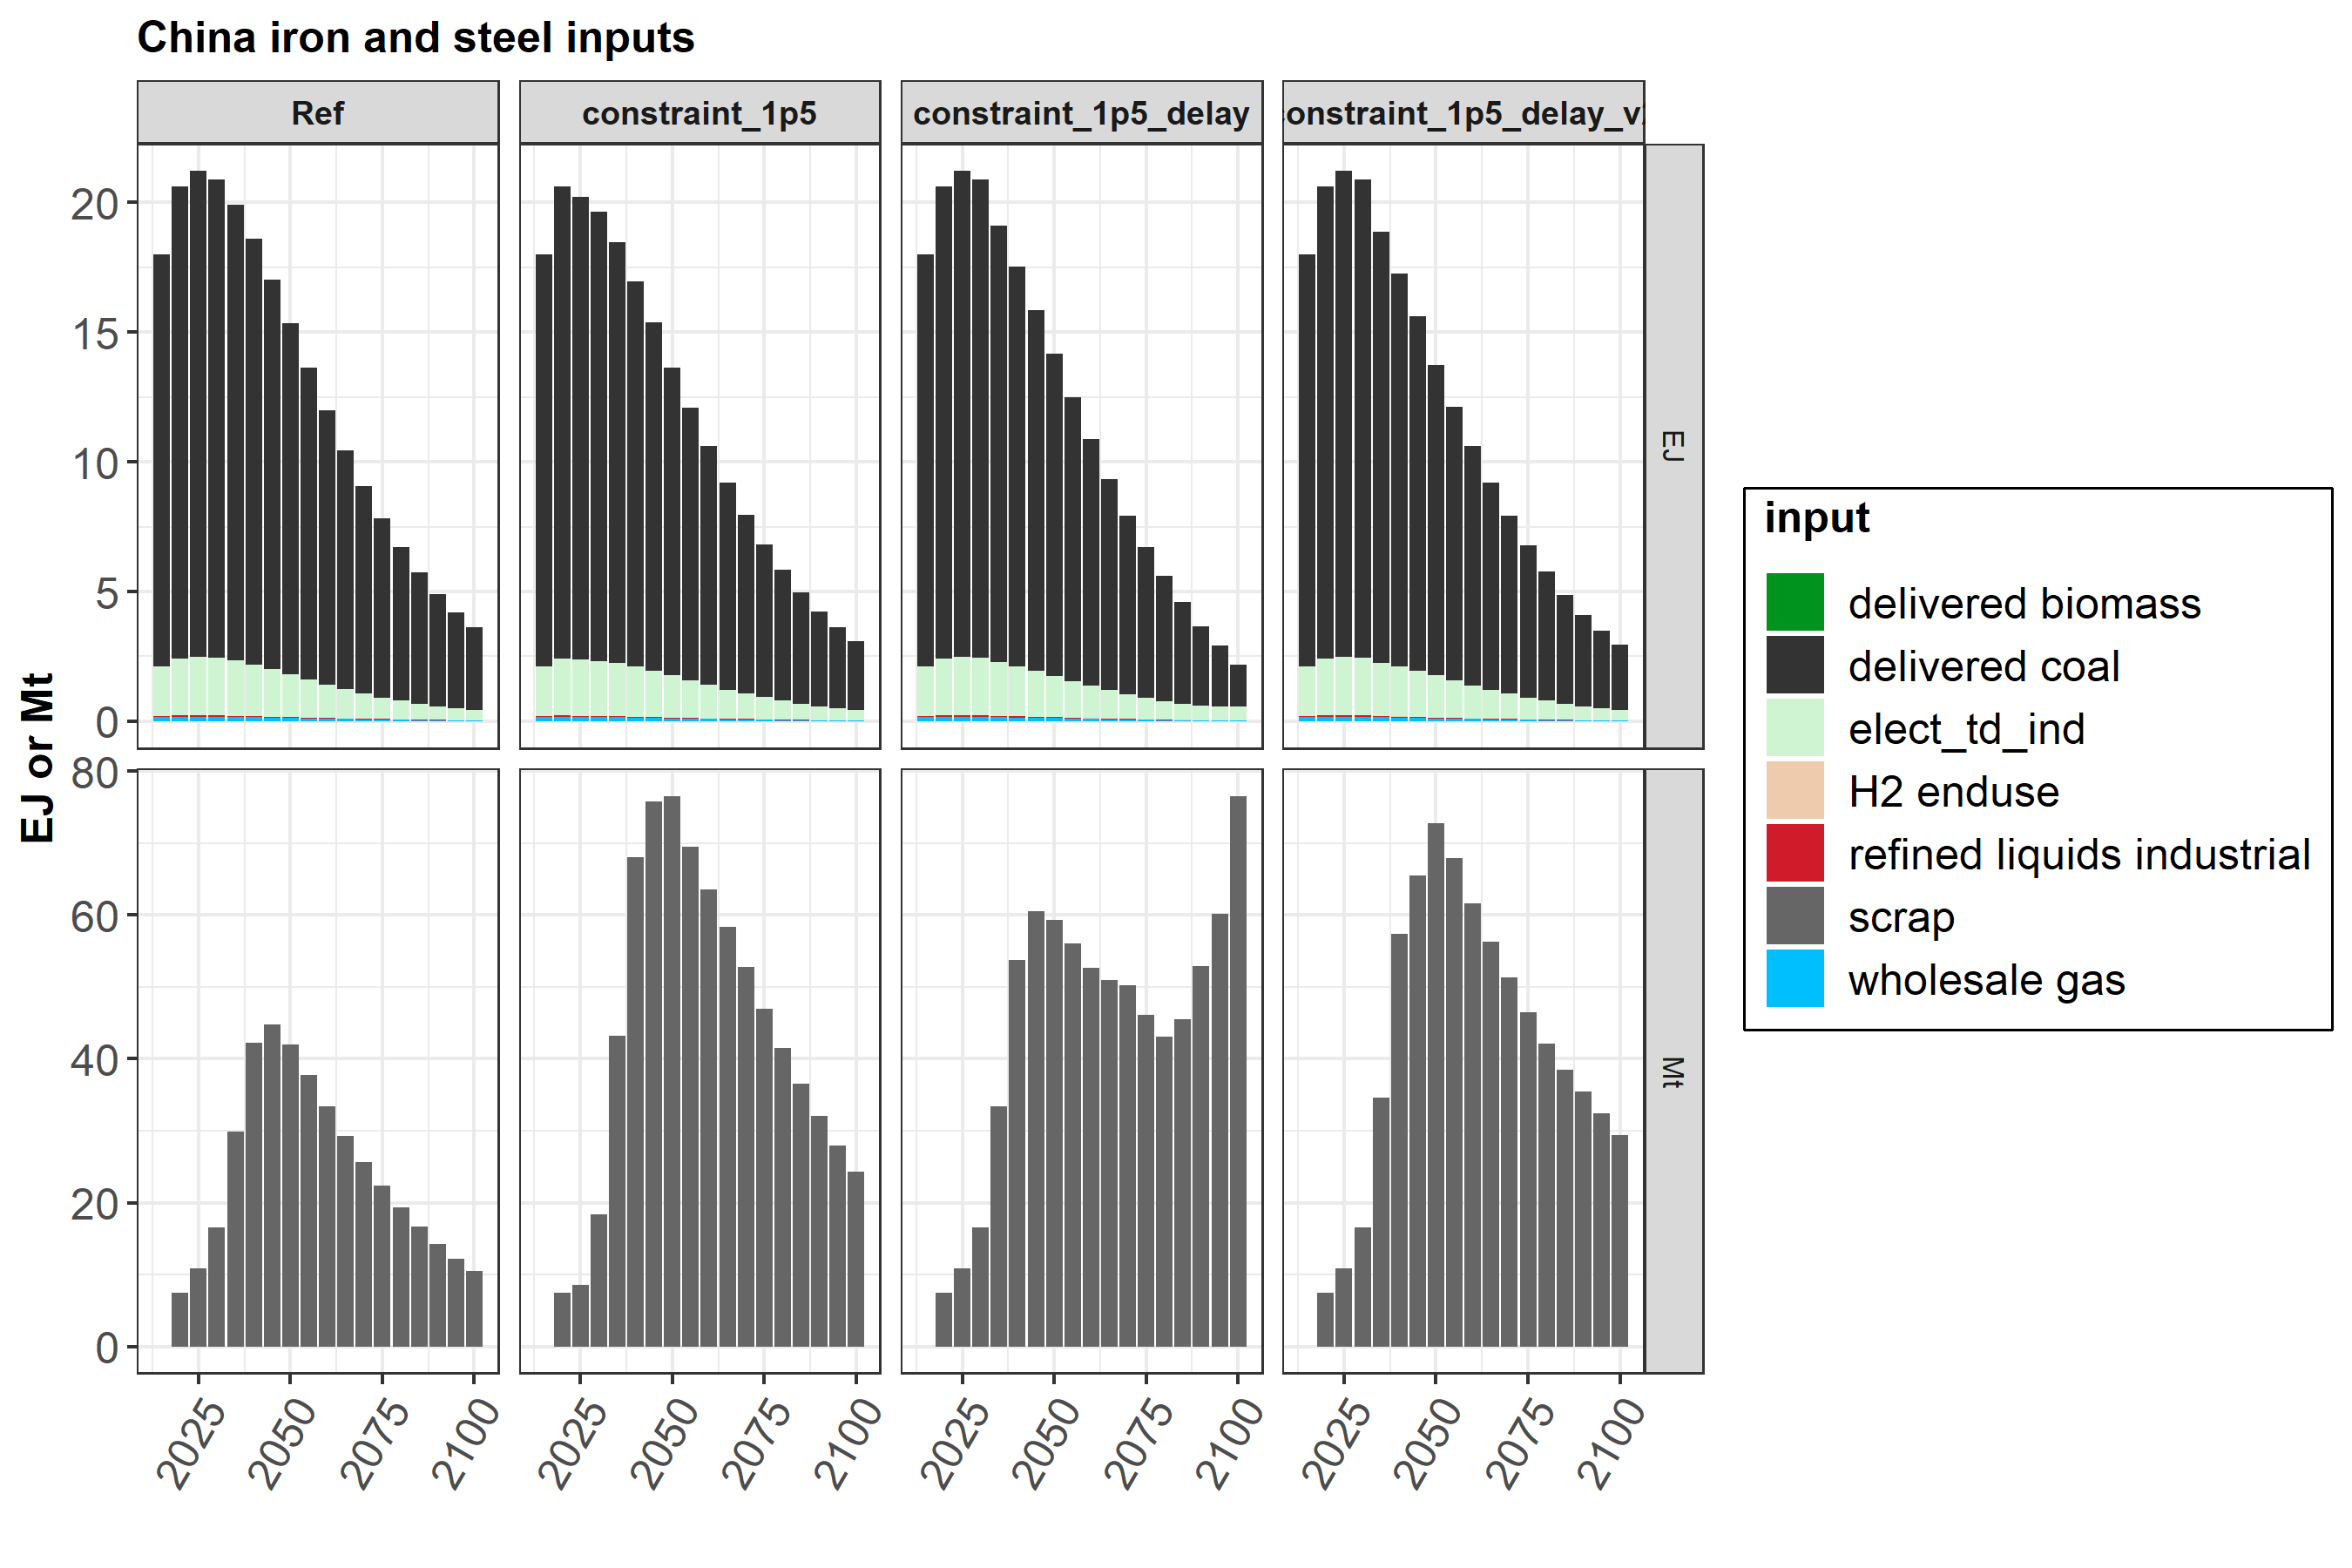 China iron and steel inputs
Ref
constraint_1p5
constraint_1p5_delay
constraint_1p5_delay_v
20
15
10
5
0
EJ
80
60
40
20
0
Mt
EJ or Mt
2025
2050
2075
2100
2025
2050
2075
2100
2025
2050
2075
2100
2025
2050
2075
2100
input
delivered biomass
delivered coal
elect_td_ind
H2 enduse
refined liquids industrial
scrap
wholesale gas